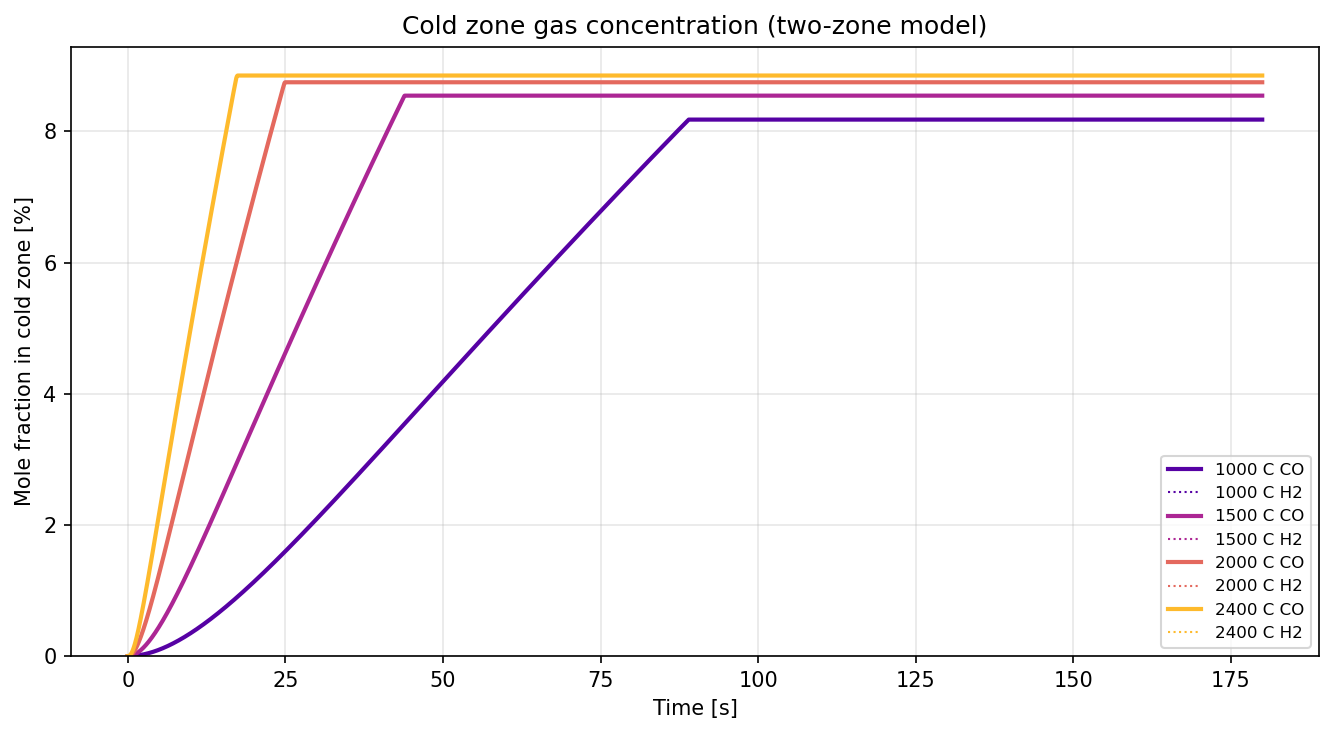 Cold zone gas concentration (two-zone model)
Mole fraction in cold zone [%]
8
6
4
2
0
0 25 50 75 100 125 150 175
Time [s]
1000 C CO
1000 C H2
1500 C CO
1500 C H2
2000 C CO
2000 C H2
2400 C CO
2400 C H2